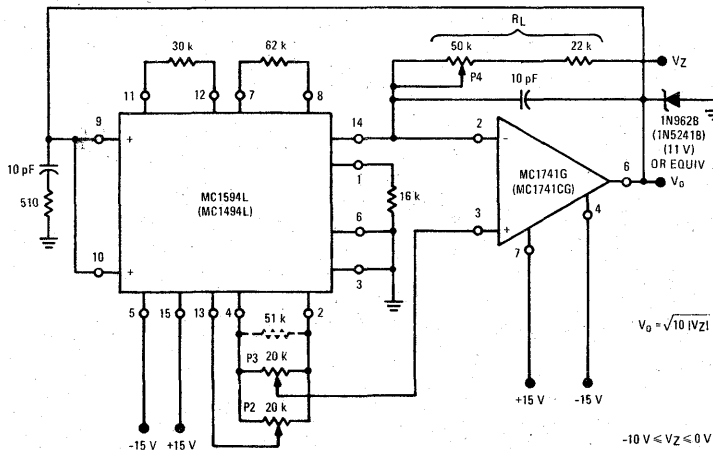 R_L
30 k
62 k
50 k
22 k
V_Z
P4
10 pF
11
12
7
8
9
14
2
−
1N962B
(1N5241B)
(11 V)
OR EQUIV
10 pF
+
1
MC1594L
(MC1494L)
16 k
MC1741G
(MC1741CG)
6
V_o
510
6
4
3
+
10
+
3
7
5
15
13
4
2
51 k
P3
20 k
P2
20 k
V_o = √10 |V_Z|
-15 V
+15 V
+15 V
-15 V
-10 V ≤ V_Z ≤ 0 V